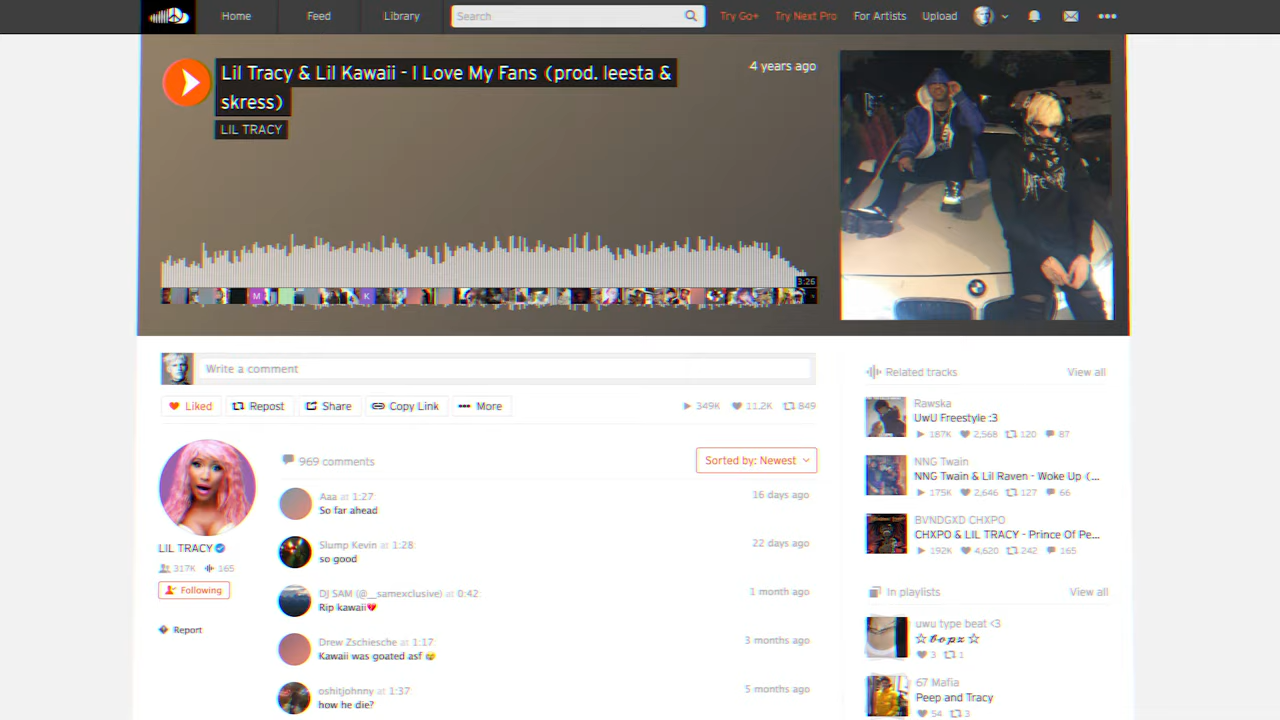 Home
Feed
Library
Search
Try Go+
Try Next Pro
For Artists
Upload
Lil Tracy & Lil Kawaii - I Love My Fans (prod. leesta &
skress)
LIL TRACY
4 years ago
3:26
M
K
Write a comment
Liked
Repost
Share
Copy Link
More
349K
11.2K
849
969 comments
Sorted by: Newest
LIL TRACY
317K
165
Following
Report
Aaa at 1:27:
So far ahead
16 days ago
Slump Kevin at 1:28:
so good
22 days ago
DJ SAM (@__samexclusive) at 0:42:
Rip kawaii💔
1 month ago
Drew Zschiesche at 1:17:
Kawaii was goated asf 😢
3 months ago
oshitjohnny at 1:37:
how he die?
5 months ago
Related tracks
View all
Rawska
UwU Freestyle :3
187K 2,568 120 87
NNG Twain
NNG Twain & Lil Raven - Woke Up (...
175K 2,646 127 66
BVNDGXD CHXPO
CHXPO & LIL TRACY - Prince Of Pe...
192K 4,620 242 165
In playlists
View all
uwu type beat <3
☆𝓫𝓸𝓹𝔃☆
3 1
67 Mafia
Peep and Tracy
54 3